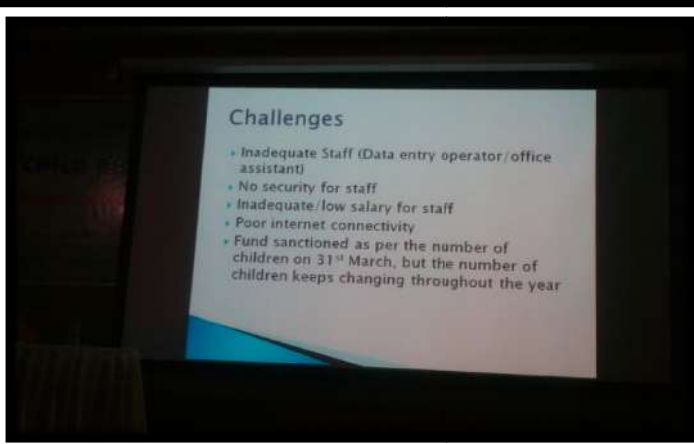 CHILD
Challenges
Inadequate Staff (Data entry operator/office
assistant)
No security for staff
Inadequate/low salary for staff
Poor internet connectivity
Fund sanctioned as per the number of
children on 31st March, but the number of
children keeps changing throughout the year